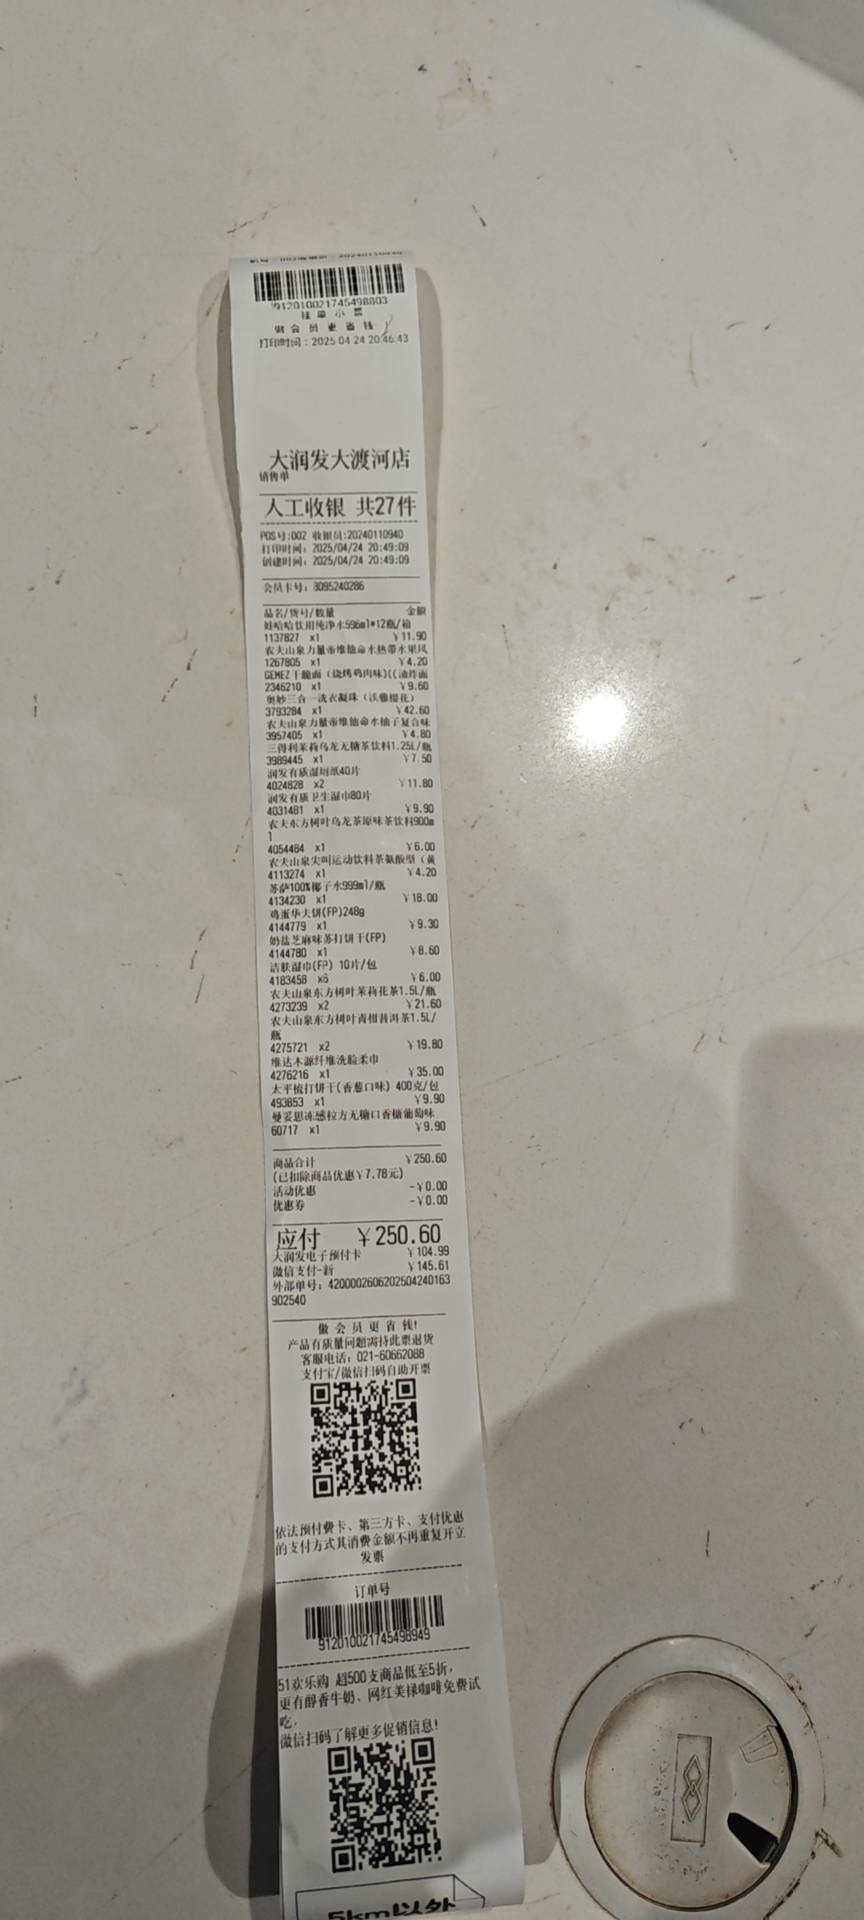 912010021745498803
挂单小票
做会员更省钱
打印时间：2025 04 24 20:46:43
大润发大渡河店
销售单
人工收银 共27件
POS号:002 收银员:20240110940
打印时间：2025/04/24 20:49:09
创建时间：2025/04/24 20:49:09
会员卡号：3095240286
品名/货号/数量 金额
娃哈哈饮用纯净水596ml*12瓶/箱
1137827 x1 ￥11.90
农夫山泉力量帝维他命水热带水果风
1267805 x1 ￥4.20
GEMEZ干脆面（烧烤鸡肉味)((油炸面
2346210 x1 ￥9.60
奥妙三合一洗衣凝珠（淡雅樱花）
3793284 x1 ￥42.60
农夫山泉力量帝维他命水柚子复合味
3957405 x1 ￥4.80
三得利茉莉乌龙无糖茶饮料1.25L/瓶
3989445 x1 ￥7.50
润发有质湿厕纸40片
4024828 x2 ￥11.80
润发有质卫生湿巾80片
4031481 x1 ￥9.90
农夫东方树叶乌龙茶原味茶饮料900m
l
4054484 x1 ￥6.00
农夫山泉尖叫运动饮料茶氨酸型（黄
4113274 x1 ￥4.20
苏萨100%椰子水999ml/瓶
4134230 x1 ￥18.00
鸡蛋华夫饼(FP)248g
4144779 x1 ￥9.30
奶盐芝麻味苏打饼干(FP)
4144780 x1 ￥8.60
洁肤湿巾(FP) 10片/包
4183458 x6 ￥6.00
农夫山泉东方树叶茉莉花茶1.5L/瓶
4273239 x2 ￥21.60
农夫山泉东方树叶青柑普洱茶1.5L/
瓶
4275721 x2 ￥19.80
维达木源纤维洗脸柔巾
4276216 x1 ￥35.00
太平梳打饼干(香葱口味) 400克/包
493853 x1 ￥9.90
曼妥思冻感粒方无糖口香糖葡萄味
60717 x1 ￥9.90
商品合计 ￥250.60
(已扣除商品优惠￥7.78元)
活动优惠 -￥0.00
优惠券 -￥0.00
应付 ￥250.60
大润发电子预付卡 ￥104.99
微信支付-新 ￥145.61
外部单号：4200002606202504240163
902540
做会员更省钱!
产品有质量问题需持此票退货
客服电话：021-60662088
支付宝/微信扫码自助开票
依法预付费卡、第三方卡、支付优惠
的支付方式其消费金额不再重复开立
发票
订单号
912010021745498949
51欢乐购 超500支商品低至5折，
更有醇香牛奶、网红美禄咖啡免费试
吃，
微信扫码了解更多促销信息!
5km以外